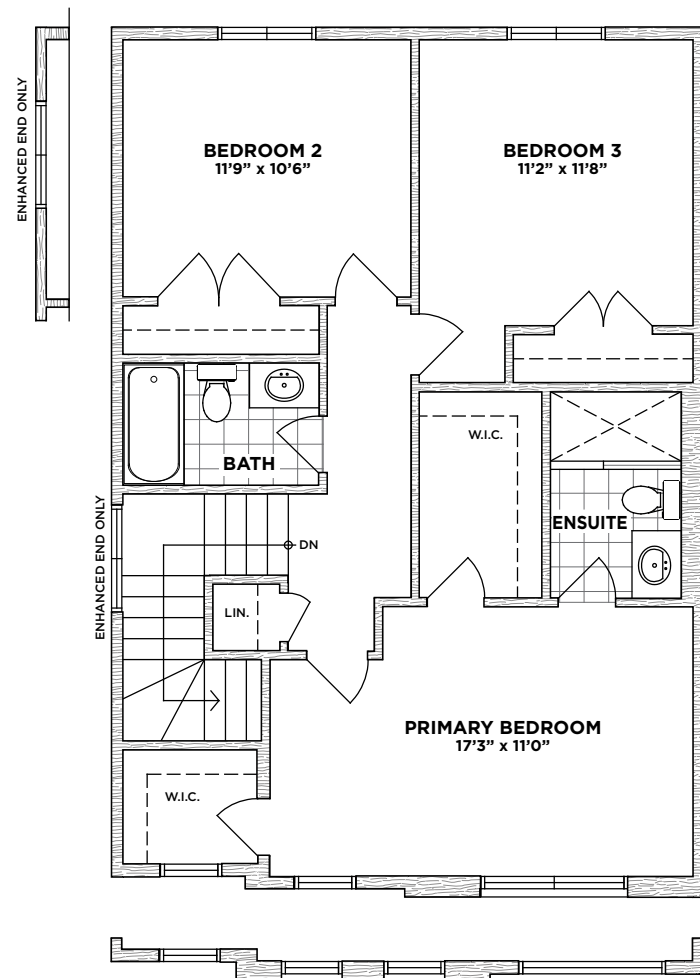 ENHANCED END ONLY
BEDROOM 2
11’9” x 10’6”
BEDROOM 3
11’2” x 11’8”
W.I.C.
BATH
ENSUITE
ENHANCED END ONLY
DN
LIN.
PRIMARY BEDROOM
17’3” x 11’0”
W.I.C.